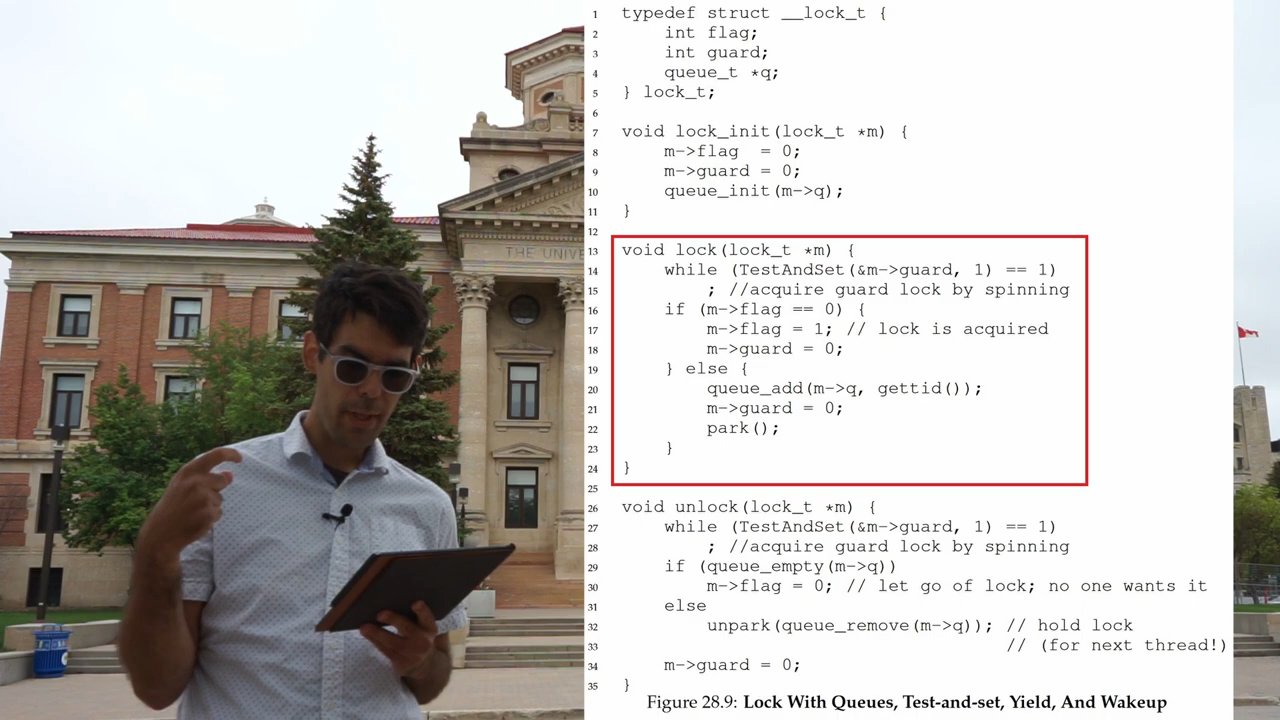 THE UNIVE
1 typedef struct __lock_t {
2 int flag;
3 int guard;
4 queue_t *q;
5 } lock_t;
6
7 void lock_init(lock_t *m) {
8 m->flag  = 0;
9 m->guard = 0;
10 queue_init(m->q);
11 }
12
13 void lock(lock_t *m) {
14 while (TestAndSet(&m->guard, 1) == 1)
15 ; //acquire guard lock by spinning
16 if (m->flag == 0) {
17 m->flag = 1; // lock is acquired
18 m->guard = 0;
19 } else {
20 queue_add(m->q, gettid());
21 m->guard = 0;
22 park();
23 }
24 }
25
26 void unlock(lock_t *m) {
27 while (TestAndSet(&m->guard, 1) == 1)
28 ; //acquire guard lock by spinning
29 if (queue_empty(m->q))
30 m->flag = 0; // let go of lock; no one wants it
31 else
32 unpark(queue_remove(m->q)); // hold lock
33 // (for next thread!)
34 m->guard = 0;
35 }
Figure 28.9: Lock With Queues, Test-and-set, Yield, And Wakeup